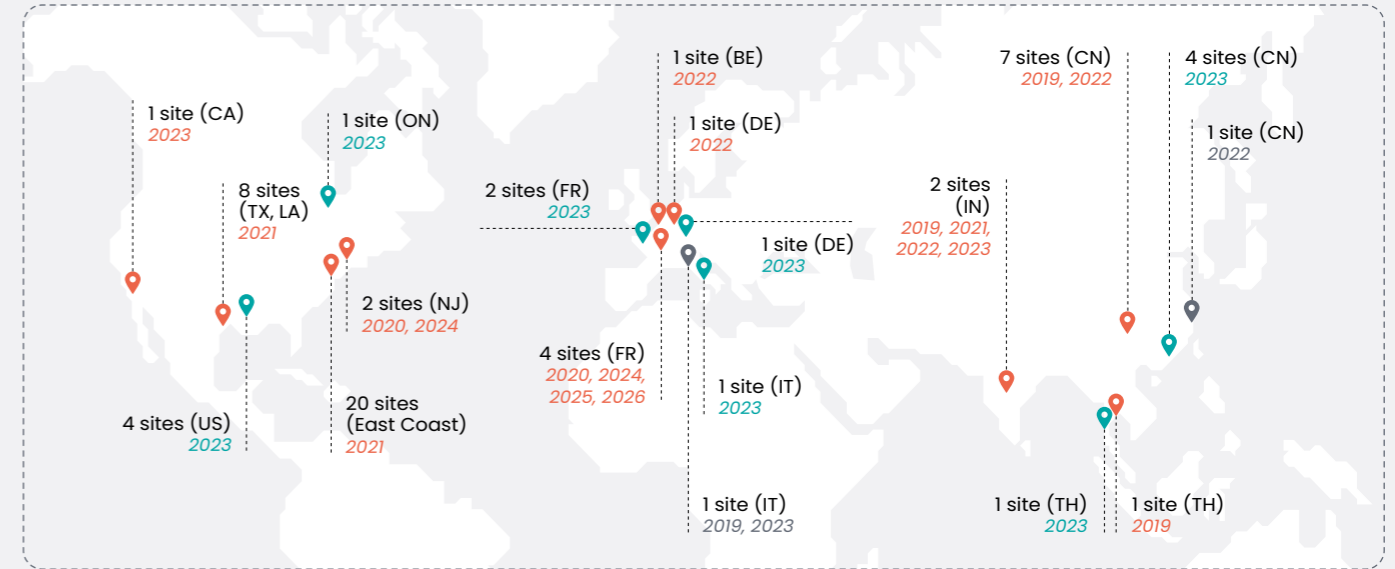 1 site (CA)
2023
1 site (ON)
2023
8 sites
(TX, LA)
2021
2 sites (NJ)
2020, 2024
4 sites (US)
2023
20 sites
(East Coast)
2021
1 site (BE)
2022
1 site (DE)
2022
2 sites (FR)
2023
1 site (DE)
2023
4 sites (FR)
2020, 2024,
2025, 2026
1 site (IT)
2023
1 site (IT)
2019, 2023
7 sites (CN)
2019, 2022
4 sites (CN)
2023
1 site (CN)
2022
2 sites
(IN)
2019, 2021,
2022, 2023
1 site (TH)
2023
1 site (TH)
2019